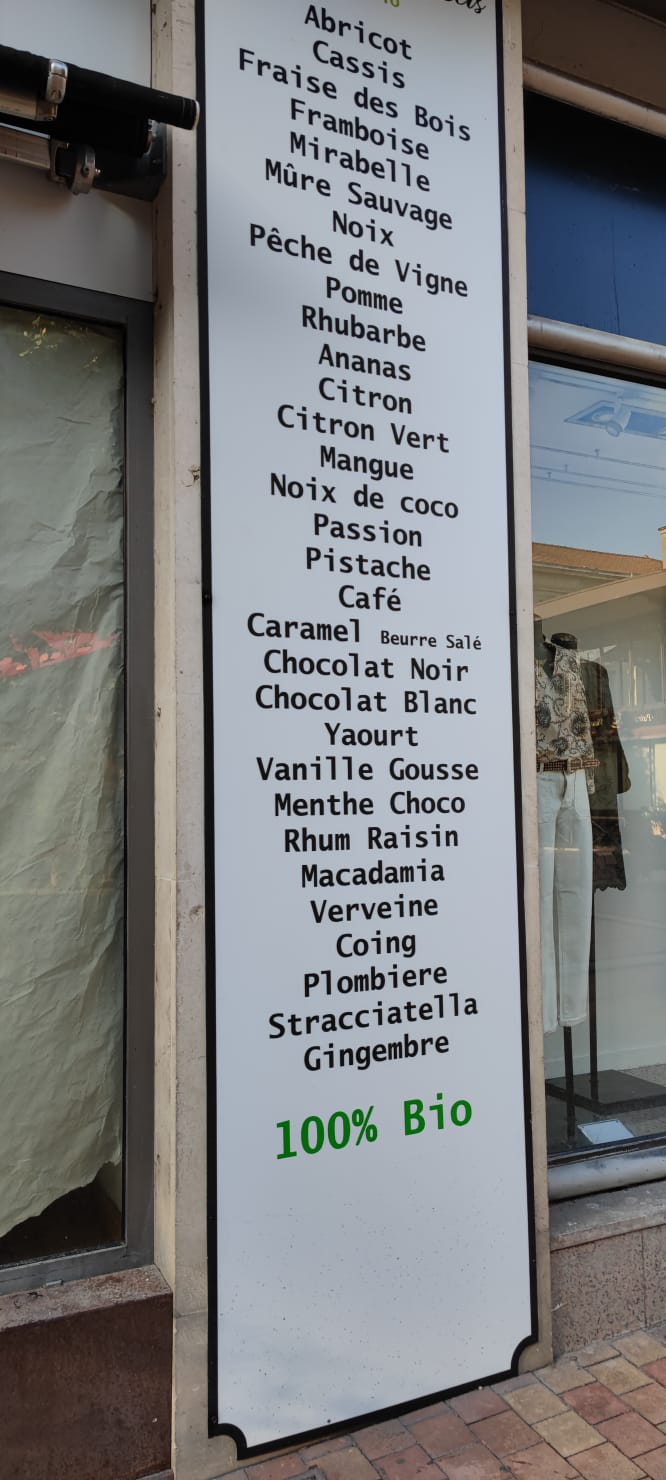 Abricot
Cassis
Fraise des Bois
Framboise
Mirabelle
Mûre Sauvage
Noix
Pêche de Vigne
Pomme
Rhubarbe
Ananas
Citron
Citron Vert
Mangue
Noix de coco
Passion
Pistache
Café
Caramel Beurre Salé
Chocolat Noir
Chocolat Blanc
Yaourt
Vanille Gousse
Menthe Choco
Rhum Raisin
Macadamia
Verveine
Coing
Plombiere
Stracciatella
Gingembre
100% Bio